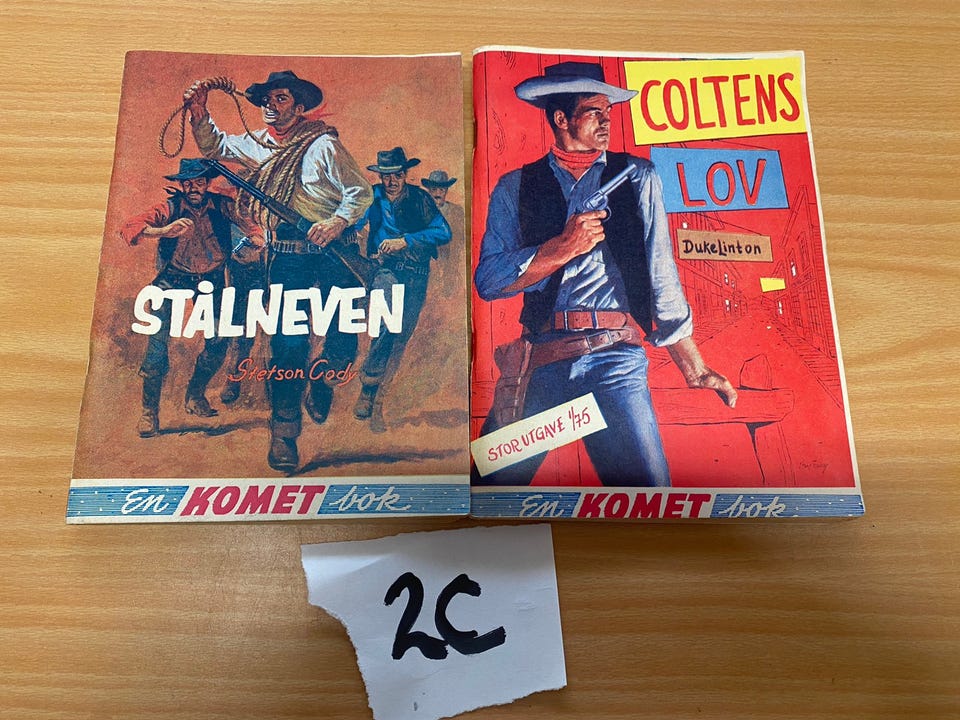 STÅLNEVEN
Stetson Cody
En KOMET bok
COLTENS
LOV
Duke Linton
STOR UTGAVE 1/75
En KOMET bok
2C